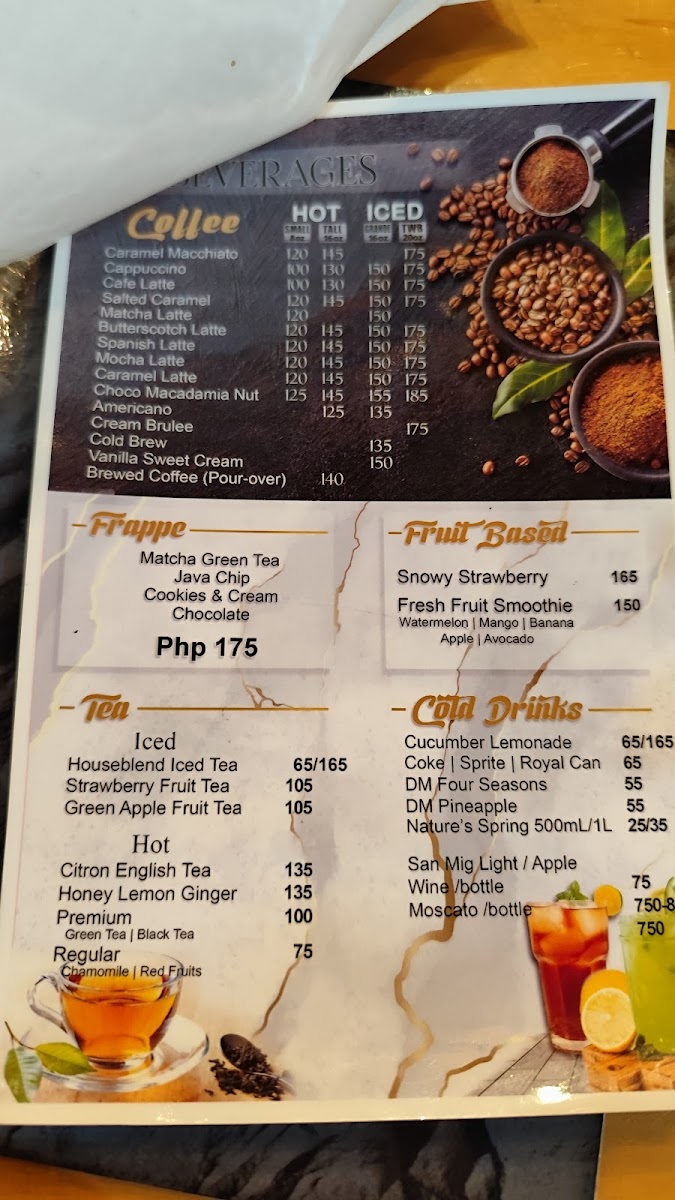 BEVERAGES
Coffee HOT ICED
SMALL 8oz TALL 16oz GRANDE 16oz TWB 20oz
Caramel Macchiato 120 145 175
Cappuccino 100 130 150 175
Cafe Latte 100 130 150 175
Salted Caramel 120 145 150 175
Matcha Latte 120 150
Butterscotch Latte 120 145 150 175
Spanish Latte 120 145 150 175
Mocha Latte 120 145 150 175
Caramel Latte 120 145 150 175
Choco Macadamia Nut 125 145 155 185
Americano 125 135
Cream Brulee 175
Cold Brew 135
Vanilla Sweet Cream 150
Brewed Coffee (Pour-over) 140
Frappe
Matcha Green Tea
Java Chip
Cookies & Cream
Chocolate
Php 175
Fruit Based
Snowy Strawberry 165
Fresh Fruit Smoothie 150
Watermelon | Mango | Banana
Apple | Avocado
Tea
Iced
Houseblend Iced Tea 65/165
Strawberry Fruit Tea 105
Green Apple Fruit Tea 105
Hot
Citron English Tea 135
Honey Lemon Ginger 135
Premium 100
Green Tea | Black Tea
Regular 75
Chamomile | Red Fruits
Cold Drinks
Cucumber Lemonade 65/165
Coke | Sprite | Royal Can 65
DM Four Seasons 55
DM Pineapple 55
Nature's Spring 500mL/1L 25/35
San Mig Light / Apple 75
Wine /bottle 750-8
Moscato /bottle 750